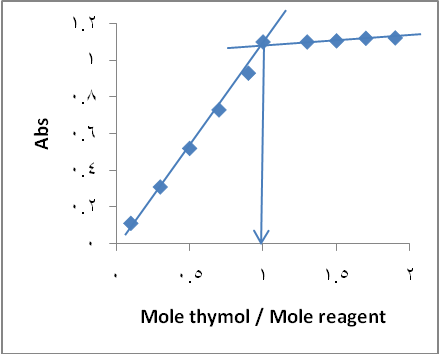 ١.٢
١
٠.٨
٠.٦
٠.٤
٠.٢
٠
Abs
٠ ٠.٥ ١ ١.٥ ٢
Mole thymol / Mole reagent